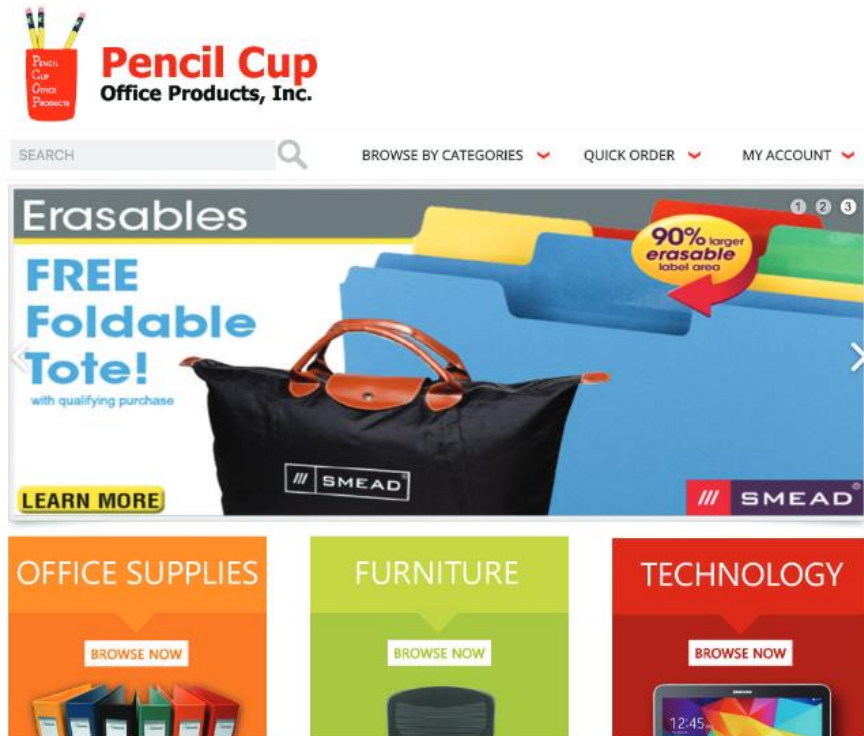 PENCIL
CUP
OFFICE
PRODUCTS
Pencil Cup
Office Products, Inc.
SEARCH
BROWSE BY CATEGORIES
QUICK ORDER
MY ACCOUNT
Erasables
1 2 3
90% larger
erasable
label area
FREE
Foldable
Tote!
with qualifying purchase
SMEAD®
LEARN MORE
SMEAD®
OFFICE SUPPLIES
FURNITURE
TECHNOLOGY
BROWSE NOW
BROWSE NOW
BROWSE NOW
SAMSUNG
12:45